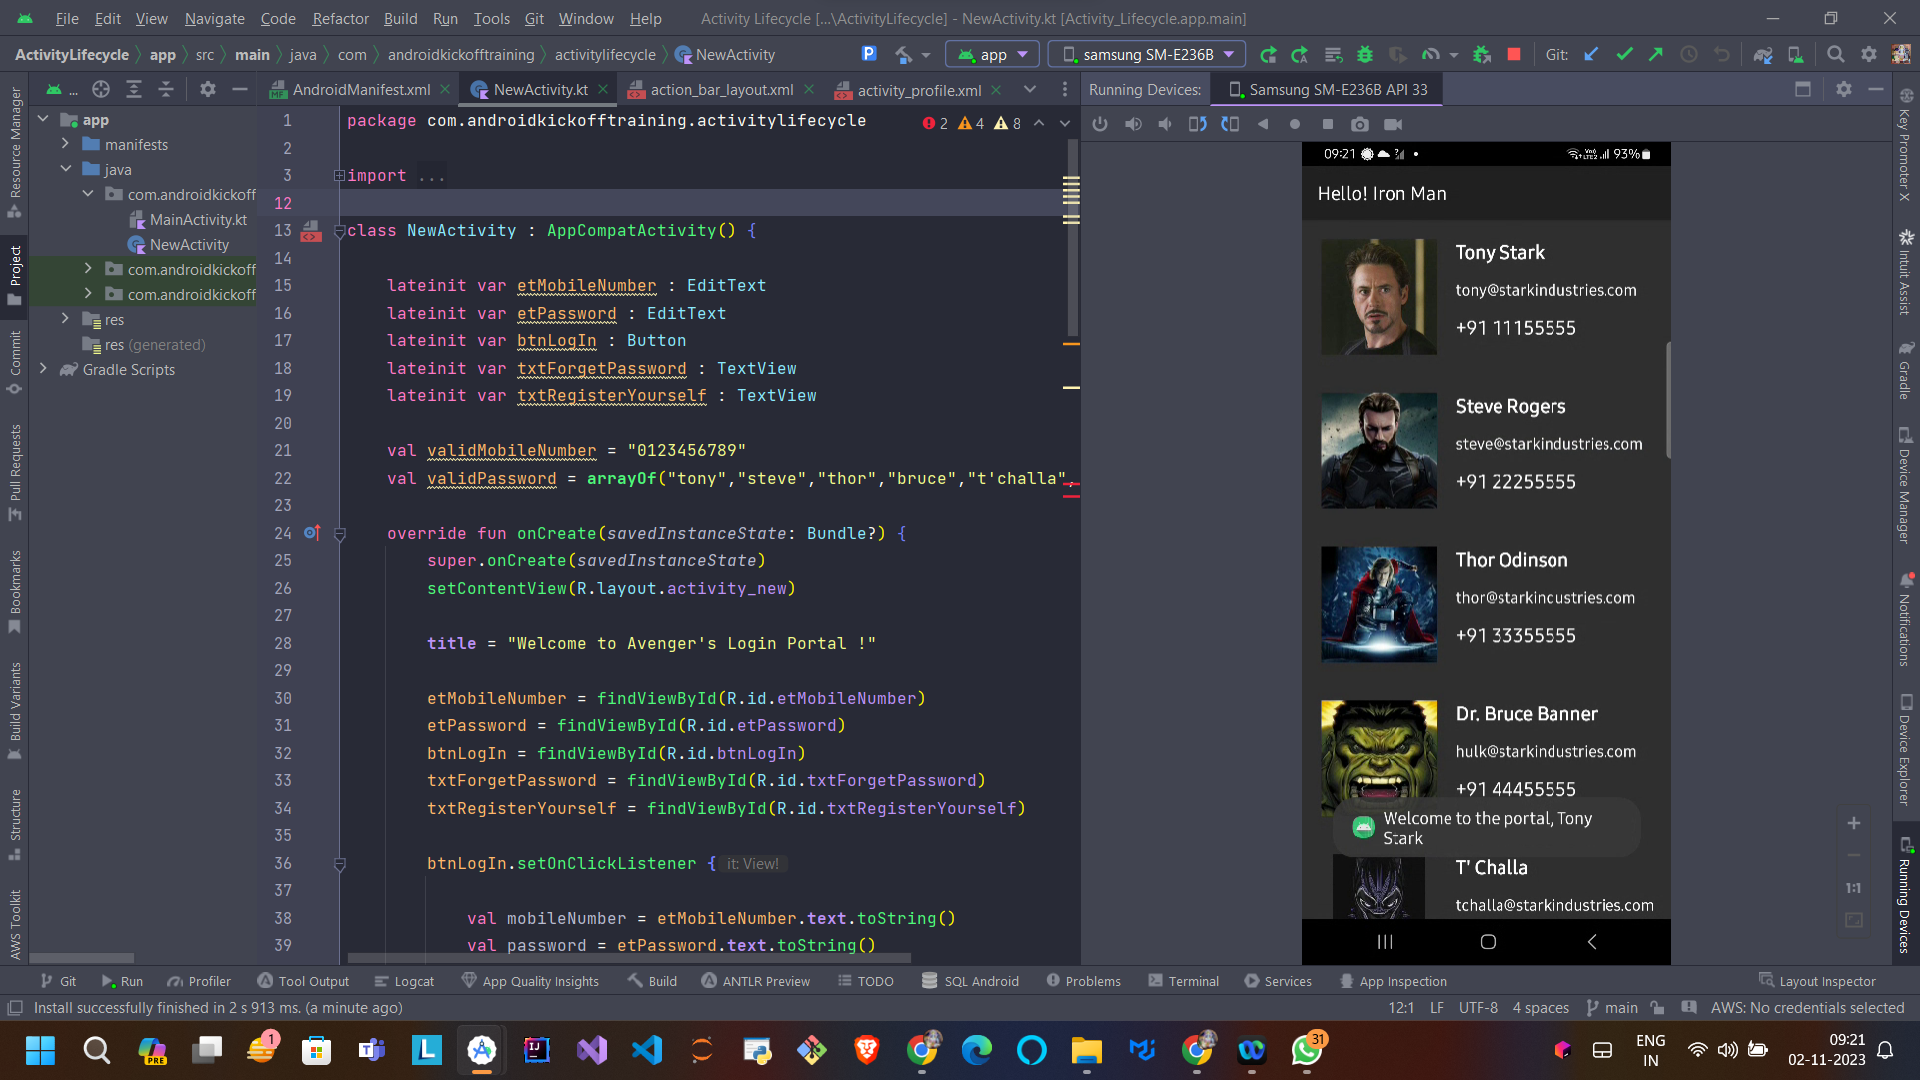 File Edit View Navigate Code Refactor Build Run Tools Git Window Help Activity Lifecycle [...\ActivityLifecycle] - NewActivity.kt [Activity_Lifecycle.app.main]
ActivityLifecycle app src main java com androidkickofftraining activitylifecycle NewActivity
app samsung SM-E236B Git:
... AndroidManifest.xml NewActivity.kt action_bar_layout.xml activity_profile.xml
Running Devices: Samsung SM-E236B API 33
Resource Manager
Project
Commit
Pull Requests
Bookmarks
Build Variants
Structure
AWS Toolkit
app
manifests
java
com.androidkickoff
MainActivity.kt
NewActivity
com.androidkickoff
com.androidkickoff
res
res (generated)
Gradle Scripts
2 4 8
1 package com.androidkickofftraining.activitylifecycle
2
3 import ...
12
13 class NewActivity : AppCompatActivity() {
14
15 lateinit var etMobileNumber : EditText
16 lateinit var etPassword : EditText
17 lateinit var btnLogIn : Button
18 lateinit var txtForgetPassword : TextView
19 lateinit var txtRegisterYourself : TextView
20
21 val validMobileNumber = "0123456789"
22 val validPassword = arrayOf("tony","steve","thor","bruce","t'challa",
23
24 override fun onCreate(savedInstanceState: Bundle?) {
25 super.onCreate(savedInstanceState)
26 setContentView(R.layout.activity_new)
27
28 title = "Welcome to Avenger's Login Portal !"
29
30 etMobileNumber = findViewById(R.id.etMobileNumber)
31 etPassword = findViewById(R.id.etPassword)
32 btnLogIn = findViewById(R.id.btnLogIn)
33 txtForgetPassword = findViewById(R.id.txtForgetPassword)
34 txtRegisterYourself = findViewById(R.id.txtRegisterYourself)
35
36 btnLogIn.setOnClickListener { it: View!
37
38 val mobileNumber = etMobileNumber.text.toString()
39 val password = etPassword.text.toString()
09:21 93%
Hello! Iron Man
Tony Stark
tony@starkindustries.com
+91 11155555
Steve Rogers
steve@starkindustries.com
+91 22255555
Thor Odinson
thor@starkincustries.com
+91 33355555
Dr. Bruce Banner
hulk@starkindustries.com
+91 44455555
Welcome to the portal, Tony
Stark
T' Challa
tchalla@starkindustries.com
1:1
Key Promoter X
Intuit Assist
Gradle
Device Manager
Notifications
Device Explorer
Running Devices
Git Run Profiler Tool Output Logcat App Quality Insights Build ANTLR Preview TODO SQL Android Problems Terminal Services App Inspection Layout Inspector
Install successfully finished in 2 s 913 ms. (a minute ago) 12:1 LF UTF-8 4 spaces main AWS: No credentials selected
PRE 1 31
ENG
IN
09:21
02-11-2023